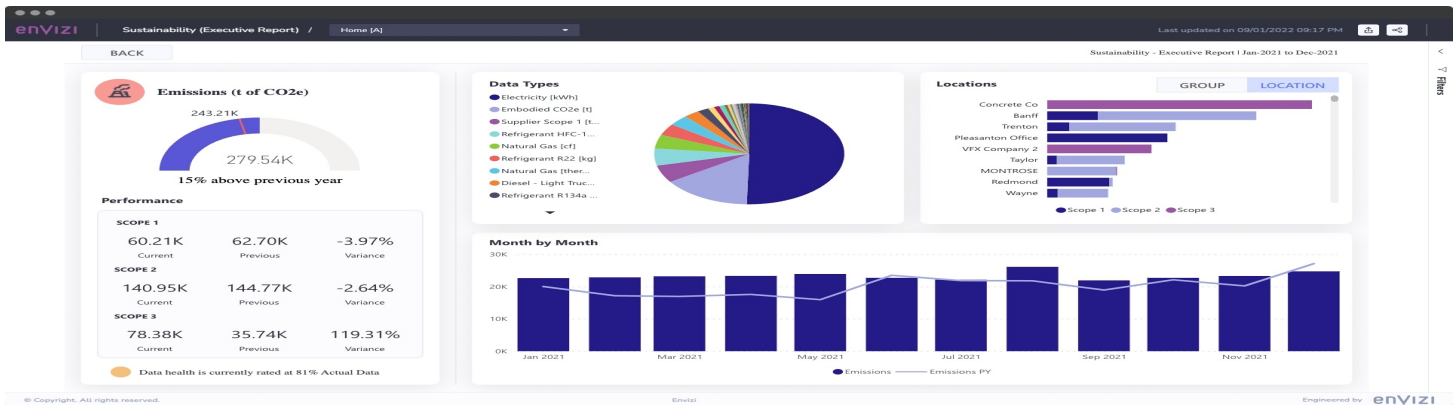 envizi
Sustainability (Executive Report) /
Home [A]
Last updated on 09/01/2022 09:17 PM
BACK
Sustainability - Executive Report | Jan-2021 to Dec-2021
Filters
Emissions (t of CO2e)
243.21K
279.54K
15% above previous year
Performance
SCOPE 1
60.21K 62.70K -3.97%
Current Previous Variance
SCOPE 2
140.95K 144.77K -2.64%
Current Previous Variance
SCOPE 3
78.38K 35.74K 119.31%
Current Previous Variance
Data health is currently rated at 81% Actual Data
Data Types
Electricity [kWh]
Embodied CO2e [t]
Supplier Scope 1 [t...
Refrigerant HFC-1...
Natural Gas [cf]
Refrigerant R22 [kg]
Natural Gas [ther...
Diesel - Light Truc...
Refrigerant R134a ...
Locations
GROUP LOCATION
Concrete Co
Banff
Trenton
Pleasanton Office
VFX Company 2
Taylor
MONTROSE
Redmond
Wayne
Scope 1 Scope 2 Scope 3
Month by Month
30K
20K
10K
0K
Jan 2021 Mar 2021 May 2021 Jul 2021 Sep 2021 Nov 2021
Emissions Emissions PY
© Copyright. All rights reserved.
Envizi
Engineered by envizi